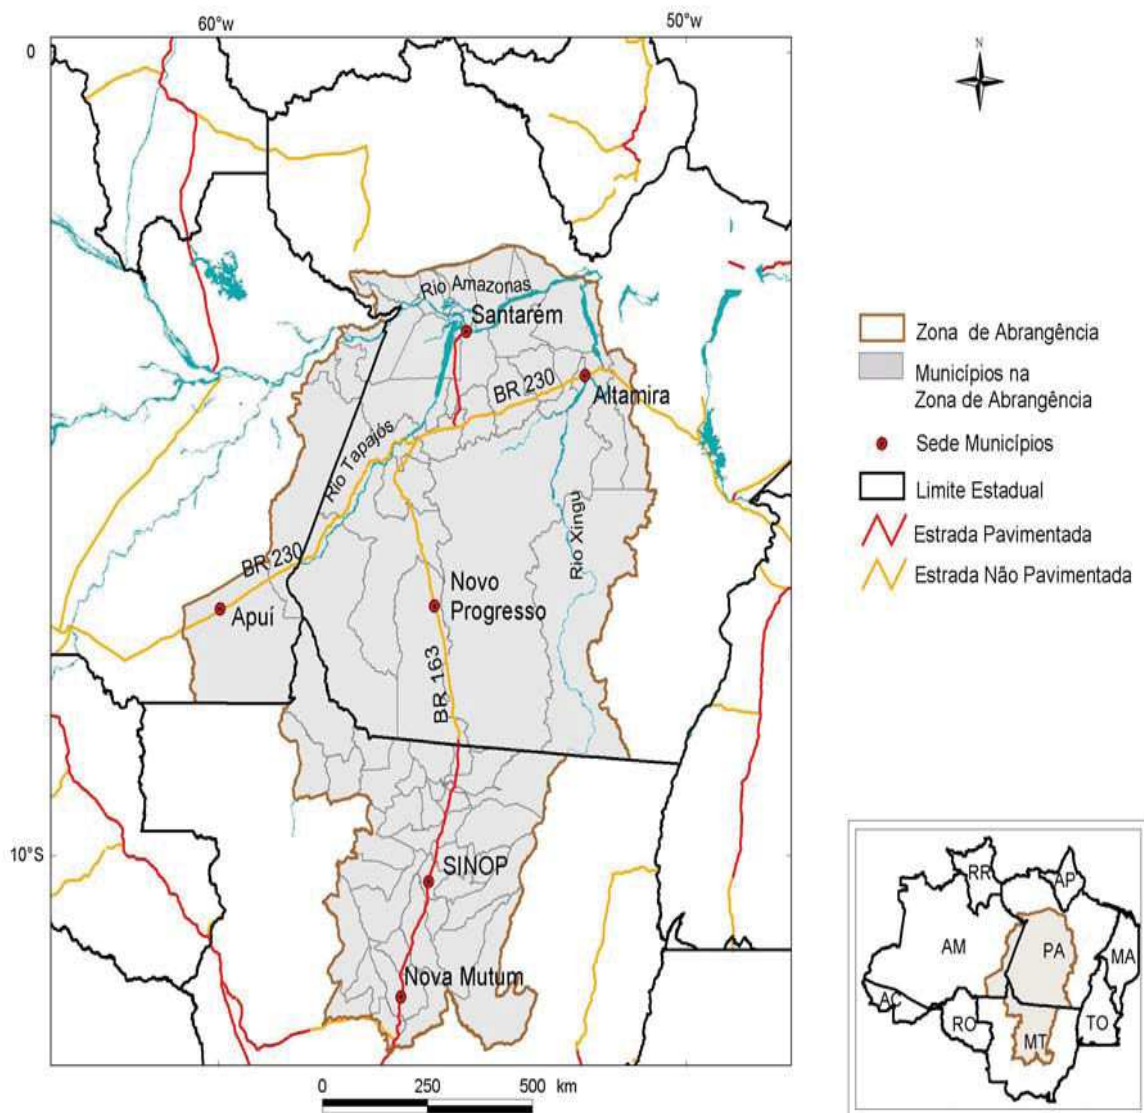 60°w
50°w
0
N
Rio Amazonas
Santarém
BR 230
Altamira
Rio Tapajós
Rio Xingu
BR 230
Apuí
Novo
Progresso
BR 163
10°S
SINOP
Nova Mutum
0 250 500 km
Zona de Abrangência
Municípios na
Zona de Abrangência
Sede Municípios
Limite Estadual
Estrada Pavimentada
Estrada Não Pavimentada
RR
AP
AM
PA
MA
AC
RO
TO
MT